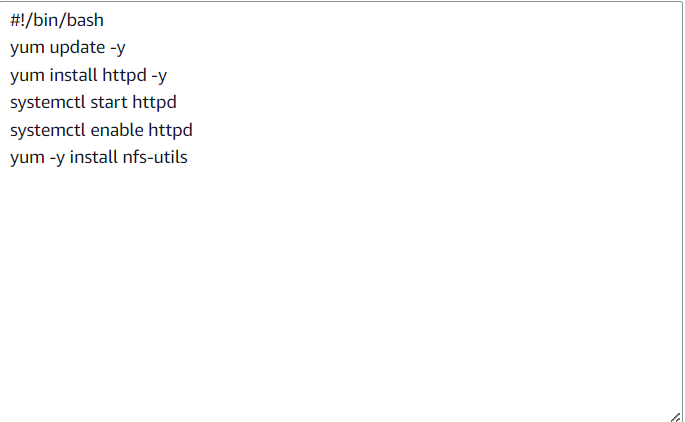 #!/bin/bash
yum update -y
yum install httpd -y
systemctl start httpd
systemctl enable httpd
yum -y install nfs-utils